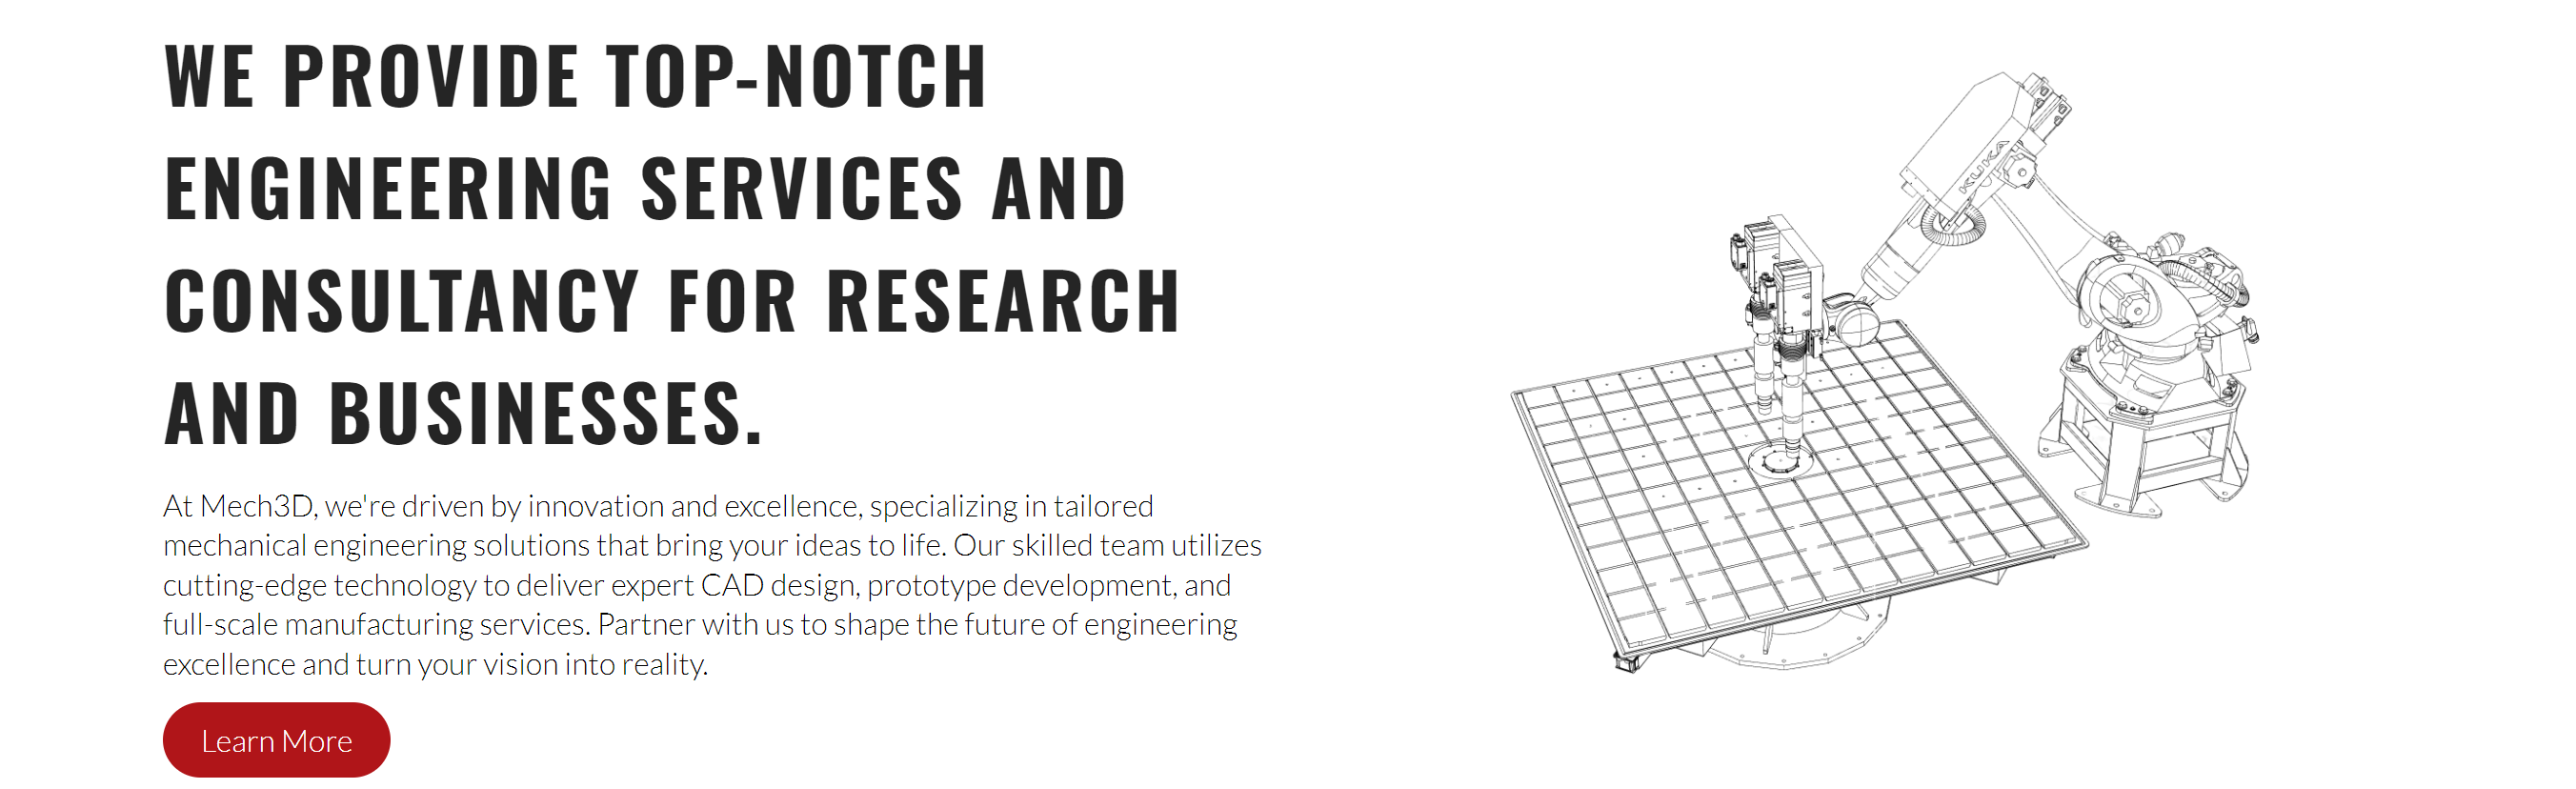 WE PROVIDE TOP-NOTCH
ENGINEERING SERVICES AND
CONSULTANCY FOR RESEARCH
AND BUSINESSES.
At Mech3D, we're driven by innovation and excellence, specializing in tailored
mechanical engineering solutions that bring your ideas to life. Our skilled team utilizes
cutting-edge technology to deliver expert CAD design, prototype development, and
full-scale manufacturing services. Partner with us to shape the future of engineering
excellence and turn your vision into reality.
Learn More
KUKA